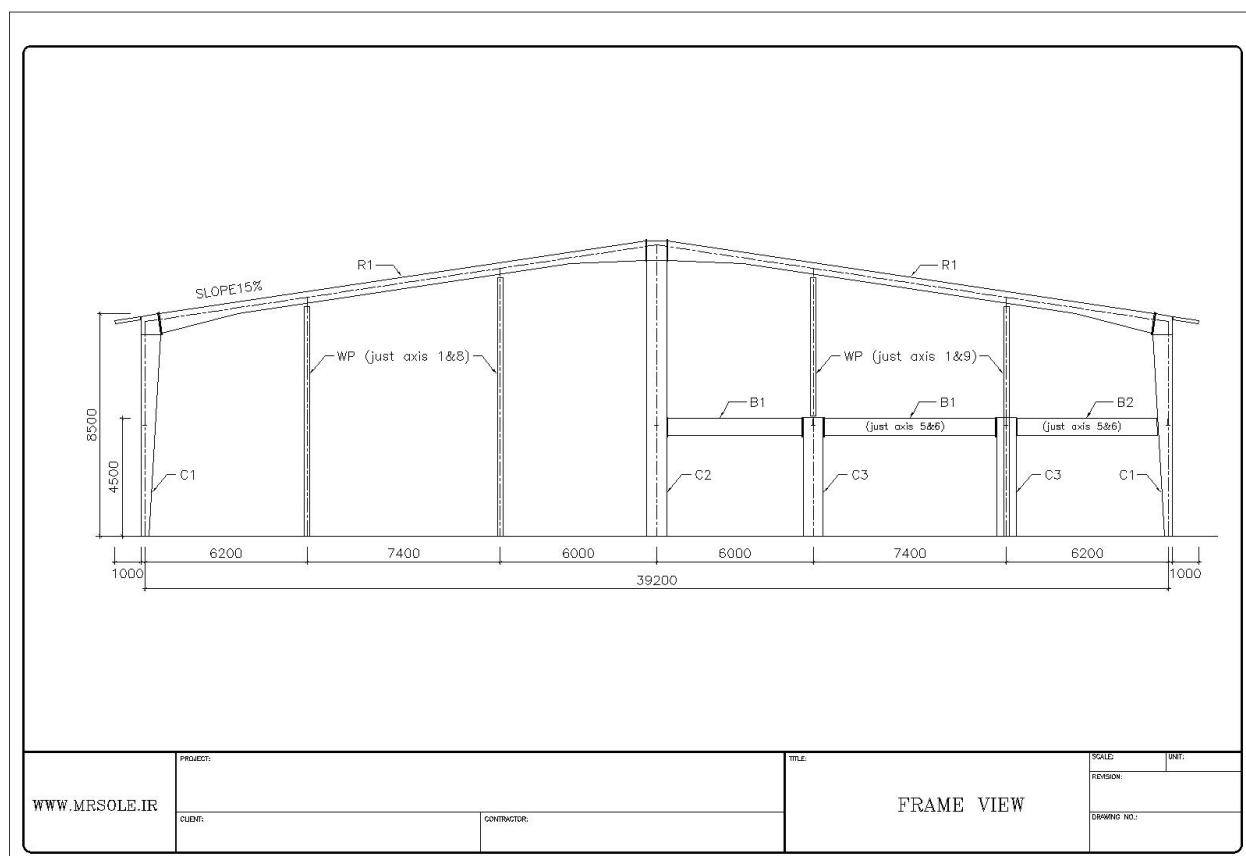 R1
R1
SLOPE15%
WP (just axis 1&8)
WP (just axis 1&9)
B1
B1
B2
(just axis 5&6)
(just axis 5&6)
8500
4500
C1
C2
C3
C3
C1
6200
7400
6000
6000
7400
6200
1000
1000
39200
WWW.MRSOLE.IR
PROJECT:
CLIENT:
CONTRACTOR:
TITLE:
FRAME VIEW
SCALE:
UNIT:
REVISION:
DRAWING NO.: